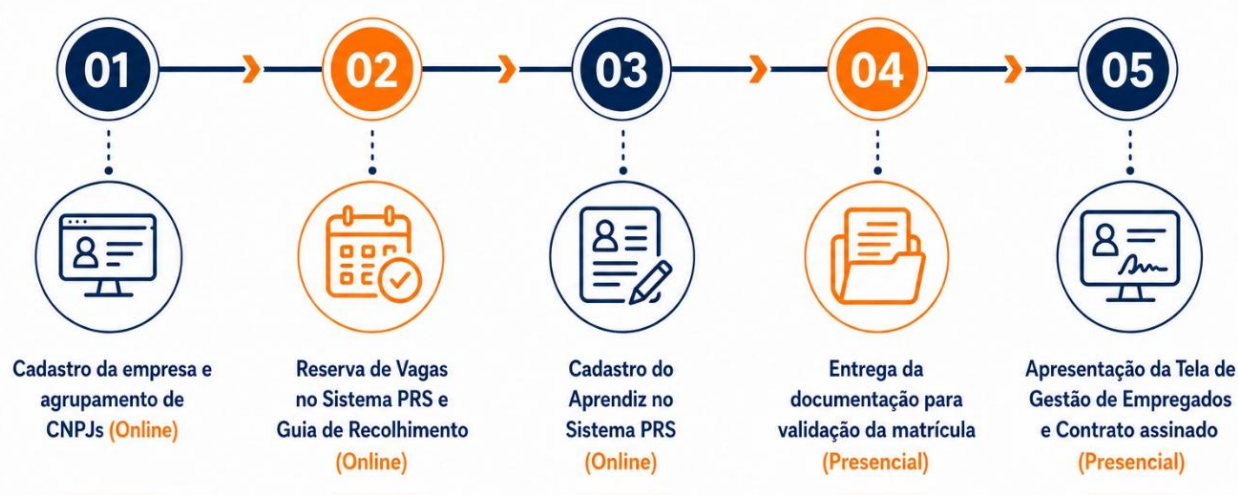 01
02
03
04
05
Cadastro da empresa e
agrupamento de
CNPJs (Online)
Reserva de Vagas
no Sistema PRS e
Guia de Recolhimento
(Online)
Cadastro do
Aprendiz no
Sistema PRS
(Online)
Entrega da
documentação para
validação da matrícula
(Presencial)
Apresentação da Tela de
Gestão de Empregados
e Contrato assinado
(Presencial)